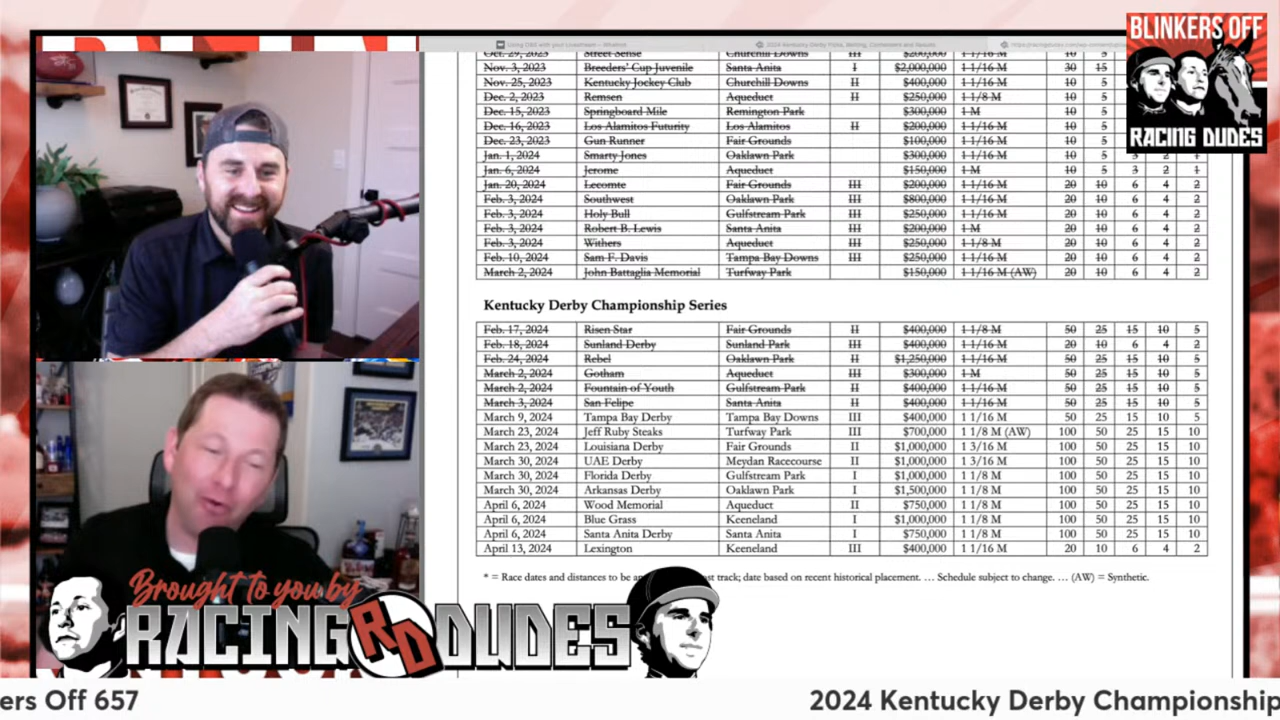 BLINKERS OFF
RACING DUDES
Oct. 29, 2023 Street Sense Churchill Downs III $200,000 1 1/16 M 10 5
Nov. 3, 2023 Breeders' Cup Juvenile Santa Anita I $2,000,000 1 1/16 M 30 15
Nov. 25, 2023 Kentucky Jockey Club Churchill Downs II $400,000 1 1/16 M 10 5
Dec. 2, 2023 Remsen Aqueduct II $250,000 1 1/8 M 10 5
Dec. 15, 2023 Springboard Mile Remington Park $300,000 1 M 10 5
Dec. 16, 2023 Los Alamitos Futurity Los Alamitos II $200,000 1 1/16 M 10 5
Dec. 23, 2023 Gun Runner Fair Grounds $100,000 1 1/16 M 10 5
Jan. 1, 2024 Smarty Jones Oaklawn Park $300,000 1 1/16 M 10 5 3 2 1
Jan. 6, 2024 Jerome Aqueduct $150,000 1 M 10 5 3 2 1
Jan. 20, 2024 Lecomte Fair Grounds III $200,000 1 1/16 M 20 10 6 4 2
Feb. 3, 2024 Southwest Oaklawn Park III $800,000 1 1/16 M 20 10 6 4 2
Feb. 3, 2024 Holy Bull Gulfstream Park III $250,000 1 1/16 M 20 10 6 4 2
Feb. 3, 2024 Robert B. Lewis Santa Anita III $200,000 1 M 20 10 6 4 2
Feb. 3, 2024 Withers Aqueduct III $250,000 1 1/8 M 20 10 6 4 2
Feb. 10, 2024 Sam F. Davis Tampa Bay Downs III $250,000 1 1/16 M 20 10 6 4 2
March 2, 2024 John Battaglia Memorial Turfway Park $150,000 1 1/16 M (AW) 20 10 6 4 2
Kentucky Derby Championship Series
Feb. 17, 2024 Risen Star Fair Grounds II $400,000 1 1/8 M 50 25 15 10 5
Feb. 18, 2024 Sunland Derby Sunland Park III $400,000 1 1/16 M 20 10 6 4 2
Feb. 24, 2024 Rebel Oaklawn Park II $1,250,000 1 1/16 M 50 25 15 10 5
March 2, 2024 Gotham Aqueduct III $300,000 1 M 50 25 15 10 5
March 2, 2024 Fountain of Youth Gulfstream Park II $400,000 1 1/16 M 50 25 15 10 5
March 3, 2024 San Felipe Santa Anita II $400,000 1 1/16 M 50 25 15 10 5
March 9, 2024 Tampa Bay Derby Tampa Bay Downs III $400,000 1 1/16 M 50 25 15 10 5
March 23, 2024 Jeff Ruby Steaks Turfway Park III $700,000 1 1/8 M (AW) 100 50 25 15 10
March 23, 2024 Louisiana Derby Fair Grounds II $1,000,000 1 3/16 M 100 50 25 15 10
March 30, 2024 UAE Derby Meydan Racecourse II $1,000,000 1 3/16 M 100 50 25 15 10
March 30, 2024 Florida Derby Gulfstream Park I $1,000,000 1 1/8 M 100 50 25 15 10
March 30, 2024 Arkansas Derby Oaklawn Park I $1,500,000 1 1/8 M 100 50 25 15 10
April 6, 2024 Wood Memorial Aqueduct II $750,000 1 1/8 M 100 50 25 15 10
April 6, 2024 Blue Grass Keeneland I $1,000,000 1 1/8 M 100 50 25 15 10
April 6, 2024 Santa Anita Derby Santa Anita I $750,000 1 1/8 M 100 50 25 15 10
April 13, 2024 Lexington Keeneland III $400,000 1 1/16 M 20 10 6 4 2
* = Race dates and distances to be an st track; date based on recent historical placement. … Schedule subject to change. … (AW) = Synthetic.
Brought to you by
RACING RD DUDES
ers Off 657 2024 Kentucky Derby Championship